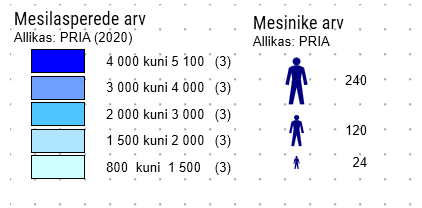 Mesilasperede arv
Allikas: PRIA (2020)
4 000 kuni 5 100 (3)
3 000 kuni 4 000 (3)
2 000 kuni 3 000 (3)
1 500 kuni 2 000 (3)
800 kuni 1 500 (3)
Mesinike arv
Allikas: PRIA
240
120
24